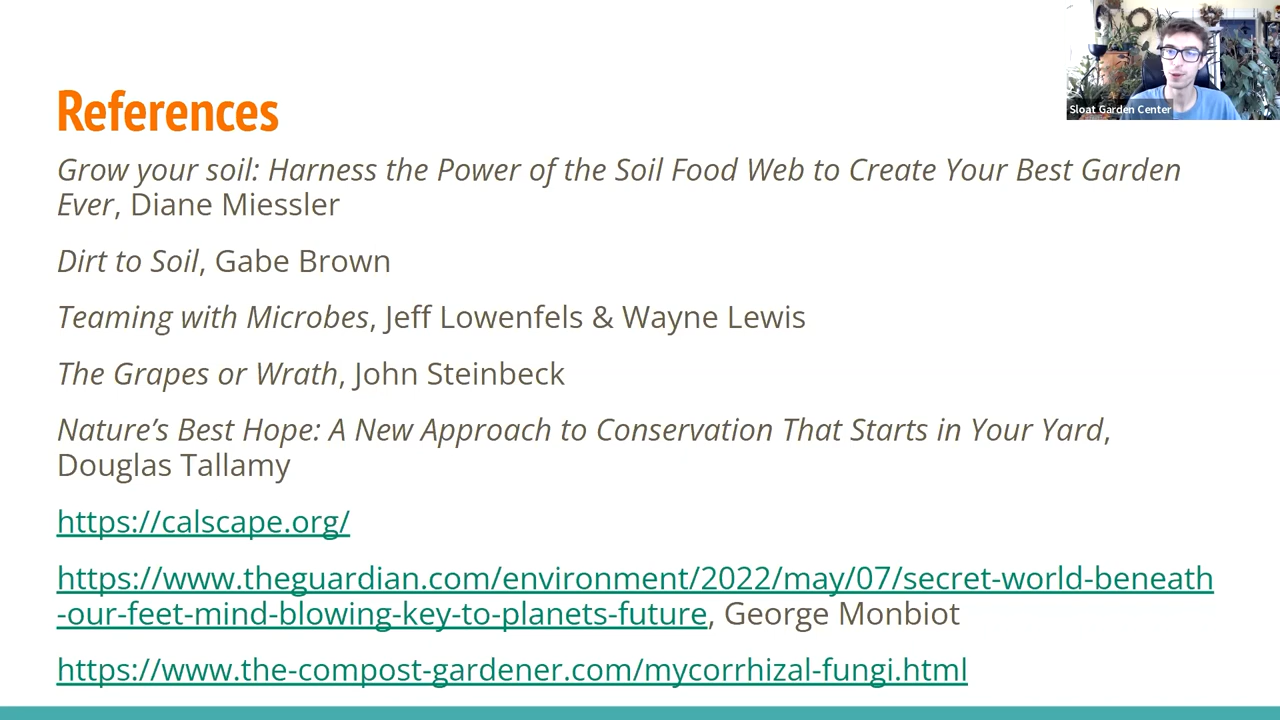 Sloat Garden Center
References
Grow your soil: Harness the Power of the Soil Food Web to Create Your Best Garden
Ever, Diane Miessler
Dirt to Soil, Gabe Brown
Teaming with Microbes, Jeff Lowenfels & Wayne Lewis
The Grapes or Wrath, John Steinbeck
Nature’s Best Hope: A New Approach to Conservation That Starts in Your Yard,
Douglas Tallamy
https://calscape.org/
https://www.theguardian.com/environment/2022/may/07/secret-world-beneath
-our-feet-mind-blowing-key-to-planets-future, George Monbiot
https://www.the-compost-gardener.com/mycorrhizal-fungi.html